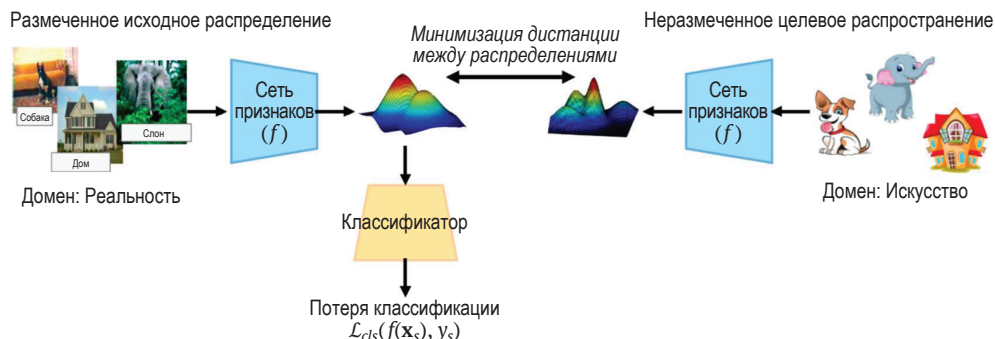 Размеченное исходное распределение
Собака
Слон
Дом
Домен: Реальность
Сеть
признаков
(f)
Минимизация дистанции
между распределениями
Неразмеченное целевое распространение
Сеть
признаков
(f)
Домен: Искусство
Классификатор
Потеря классификации
ℒcls(f(xs), ys)